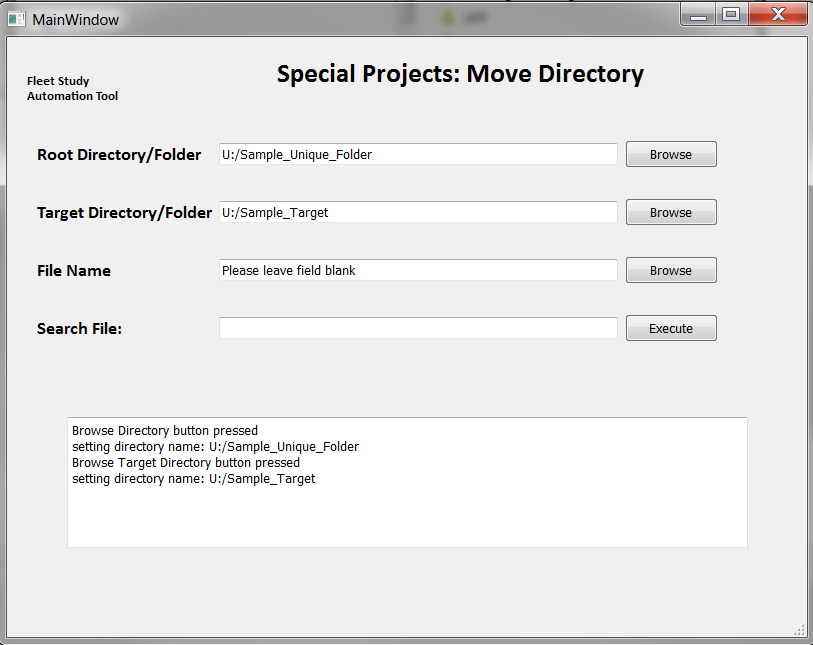 MainWindow
Fleet Study
Automation Tool
Special Projects: Move Directory
Root Directory/Folder U:/Sample_Unique_Folder Browse
Target Directory/Folder U:/Sample_Target Browse
File Name Please leave field blank Browse
Search File: Execute
Browse Directory button pressed
setting directory name: U:/Sample_Unique_Folder
Browse Target Directory button pressed
setting directory name: U:/Sample_Target